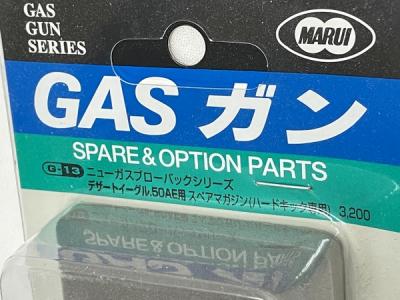 GAS
GUN
SERIES
MARUI
GAS ガン
SPARE & OPTION PARTS
G-13 ニューガスブローバックシリーズ
デザートイーグル.50AE用 スペアマガジン(ハードキック専用) 3,200
SPARE & OPTION PA